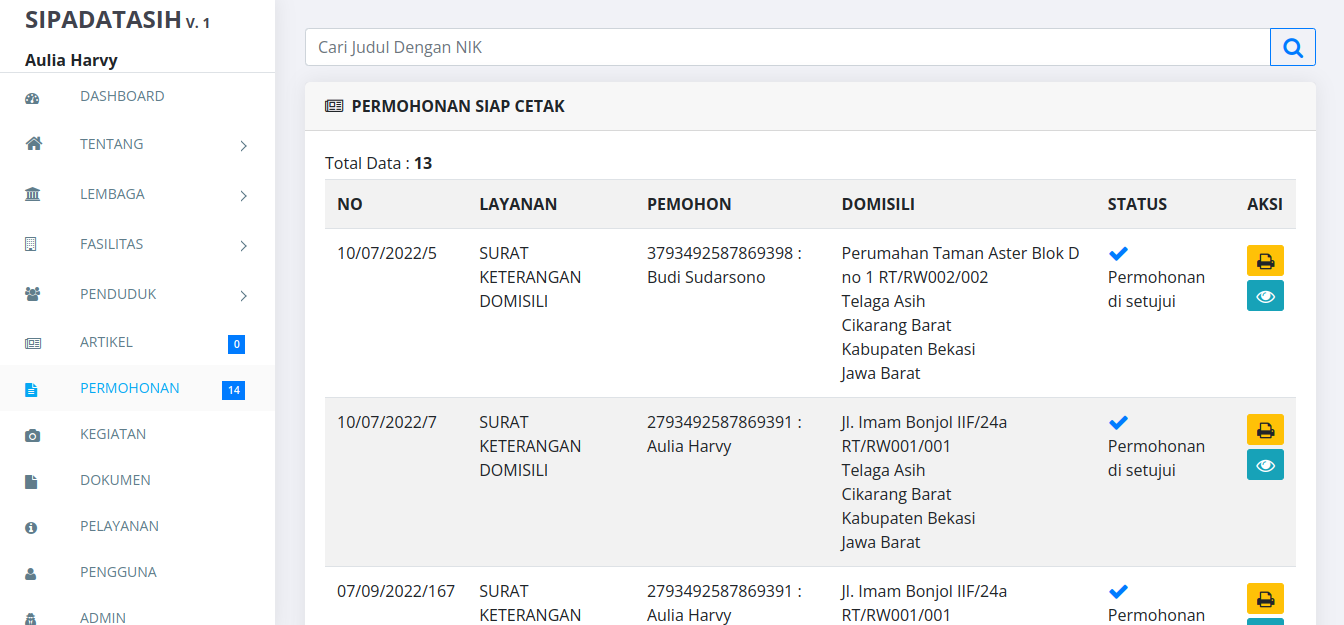 SIPADATASIH V. 1
Aulia Harvy
DASHBOARD
TENTANG
LEMBAGA
FASILITAS
PENDUDUK
ARTIKEL 0
PERMOHONAN 14
KEGIATAN
DOKUMEN
PELAYANAN
PENGGUNA
ADMIN
Cari Judul Dengan NIK
PERMOHONAN SIAP CETAK
Total Data : 13
NO LAYANAN PEMOHON DOMISILI STATUS AKSI
10/07/2022/5 SURAT 3793492587869398 : Perumahan Taman Aster Blok D
KETERANGAN Budi Sudarsono no 1 RT/RW002/002 Permohonan
DOMISILI Telaga Asih di setujui
Cikarang Barat
Kabupaten Bekasi
Jawa Barat
10/07/2022/7 SURAT 2793492587869391 : Jl. Imam Bonjol IIF/24a
KETERANGAN Aulia Harvy RT/RW001/001 Permohonan
DOMISILI Telaga Asih di setujui
Cikarang Barat
Kabupaten Bekasi
Jawa Barat
07/09/2022/167 SURAT 2793492587869391 : Jl. Imam Bonjol IIF/24a
KETERANGAN Aulia Harvy RT/RW001/001 Permohonan